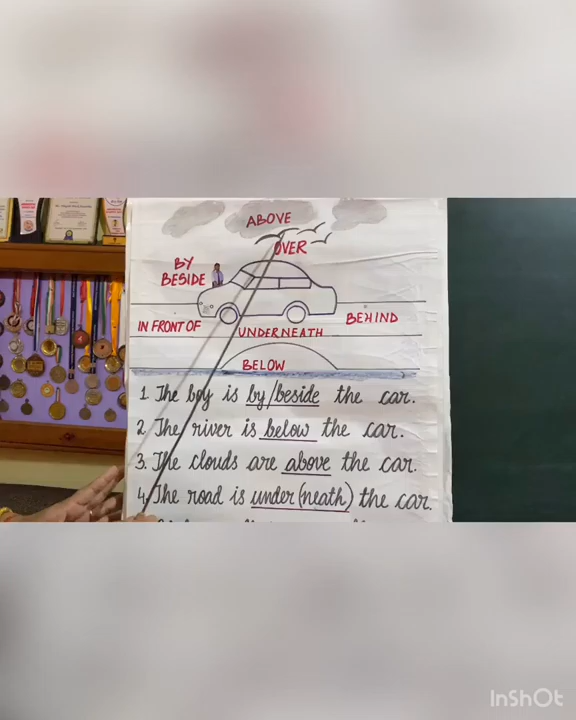 ABOVE
OVER
BY
BESIDE
IN FRONT OF
UNDERNEATH
BEHIND
BELOW
1. The boy is by/beside the car.
2. The river is below the car.
3. The clouds are above the car.
4. The road is under (neath) the car.
InShOt